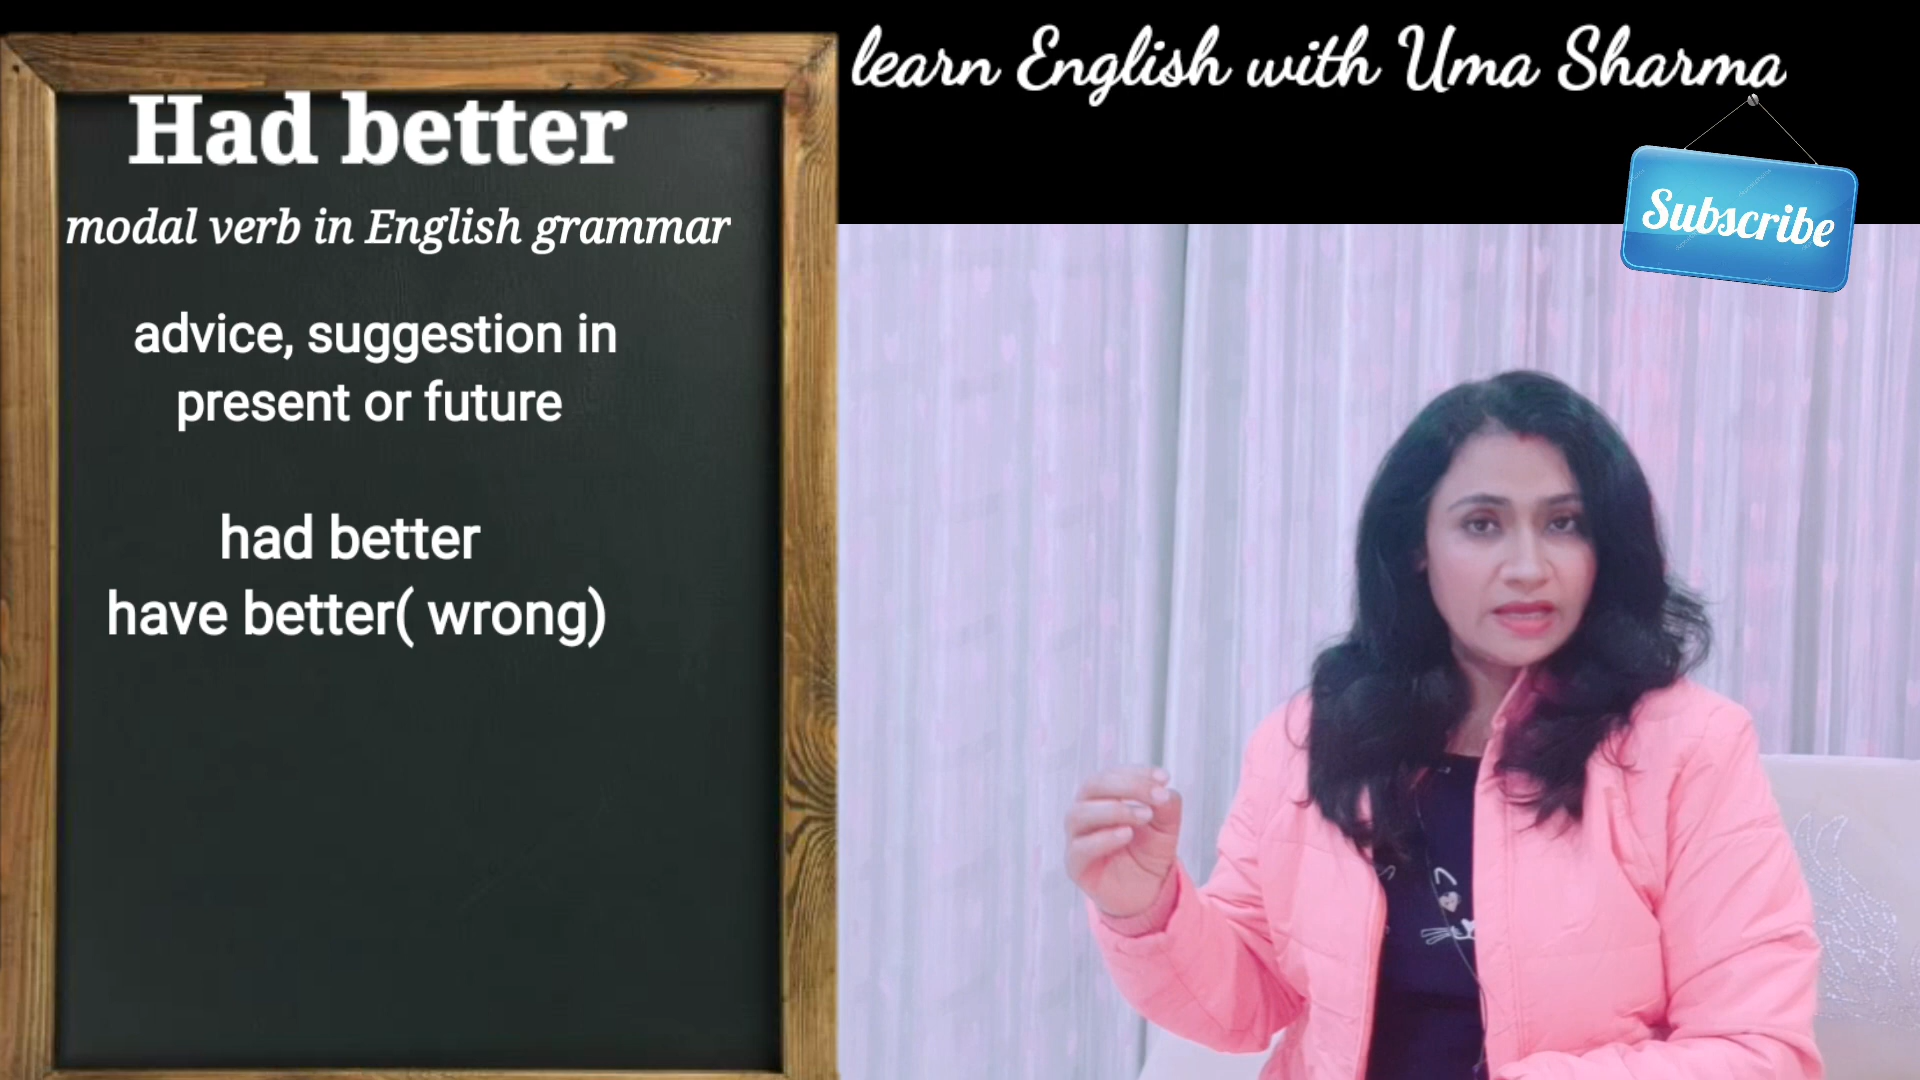 Had better
modal verb in English grammar
advice, suggestion in
present or future
had better
have better( wrong)
learn English with Uma Sharma
Subscribe